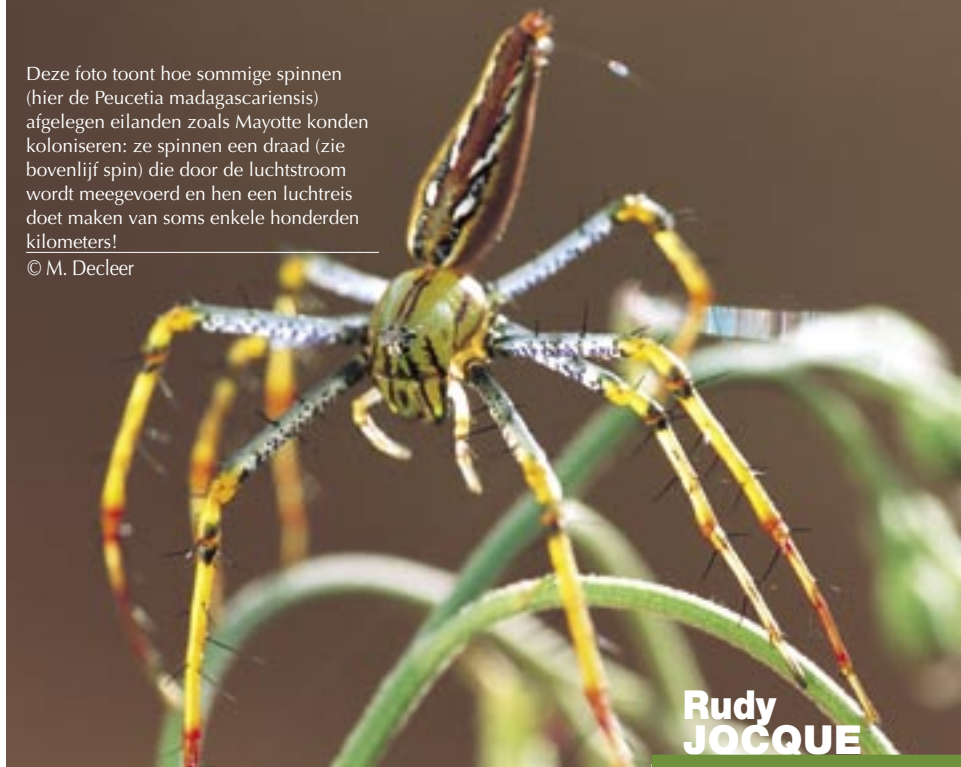 Deze foto toont hoe sommige spinnen
(hier de Peucetia madagascariensis)
afgelegen eilanden zoals Mayotte konden
koloniseren: ze spinnen een draad (zie
bovenlijf spin) die door de luchtstroom
wordt meegevoerd en hen een luchtreis
doet maken van soms enkele honderden
kilometers!
© M. Decleer
Rudy
JOCQUE